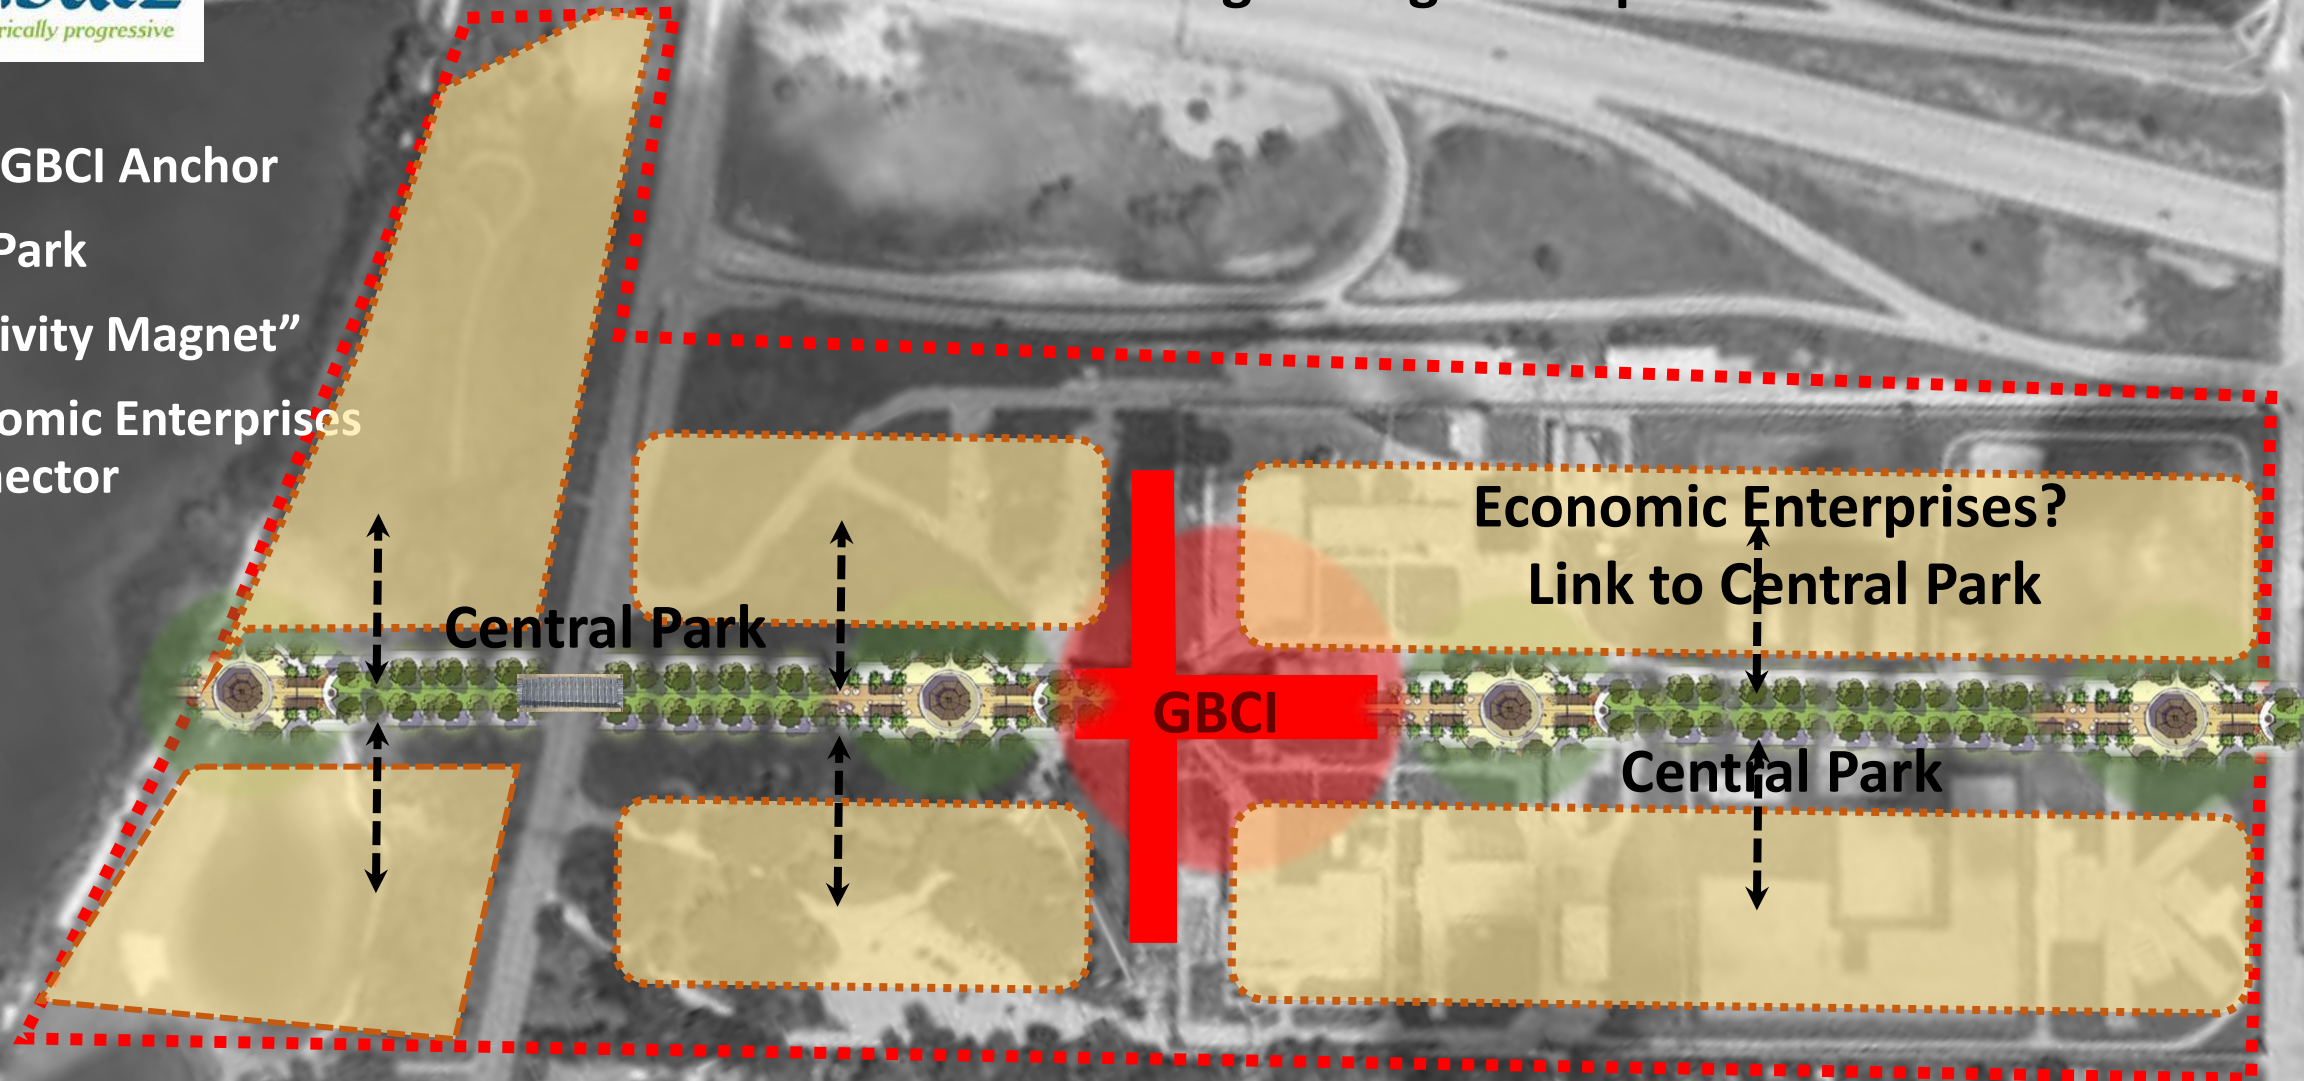 rically progressive
GBCI Anchor
Park
ivity Magnet”
omic Enterprises
nector
Economic Enterprises?
Link to Central Park
Central Park
GBCI
Central Park